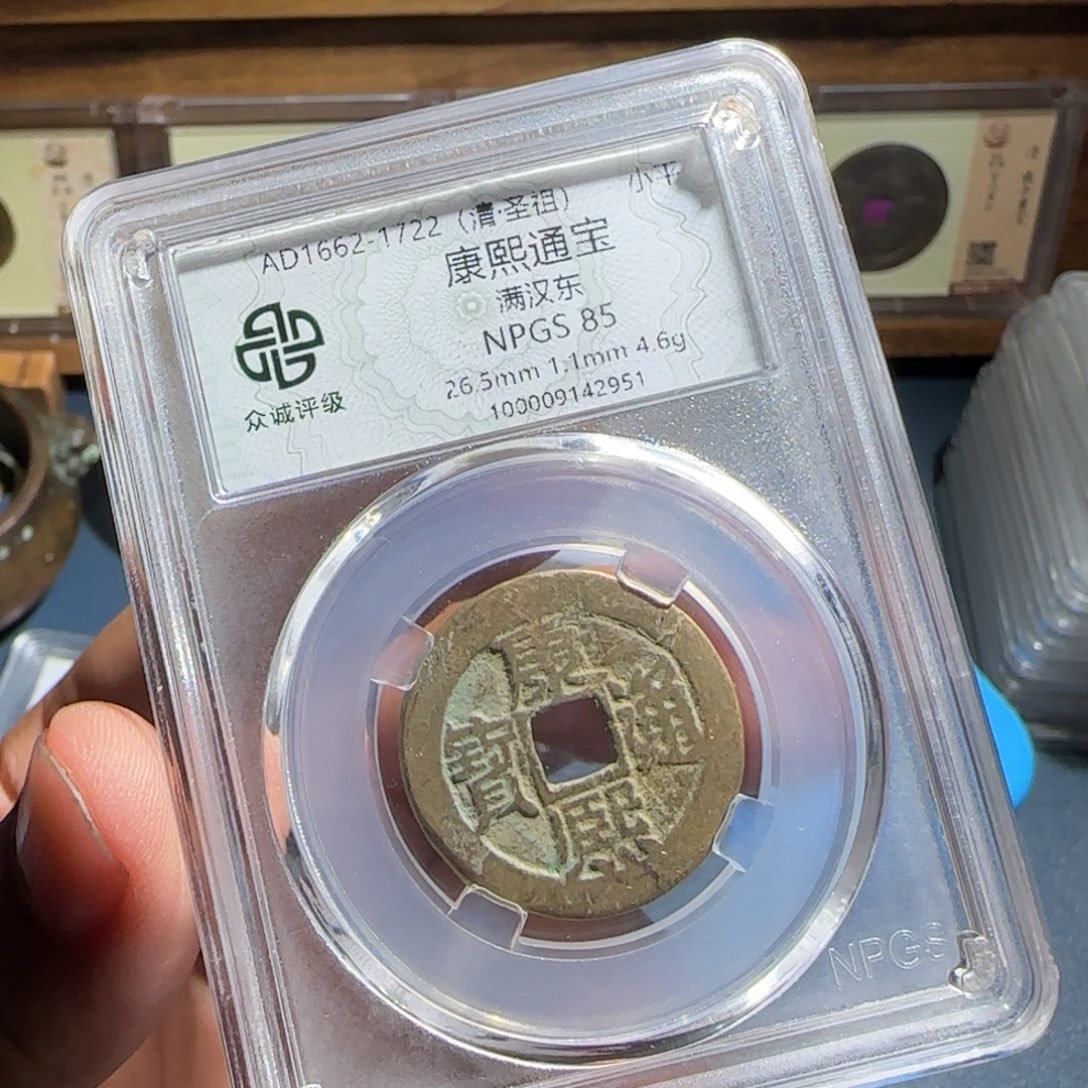 AD1662-1722（清·圣祖） 小平
康熙通宝
满汉东
NPGS 85
26.5mm 1.1mm 4.6g
100009142951
众诚评级
康熙通寶
NPGS